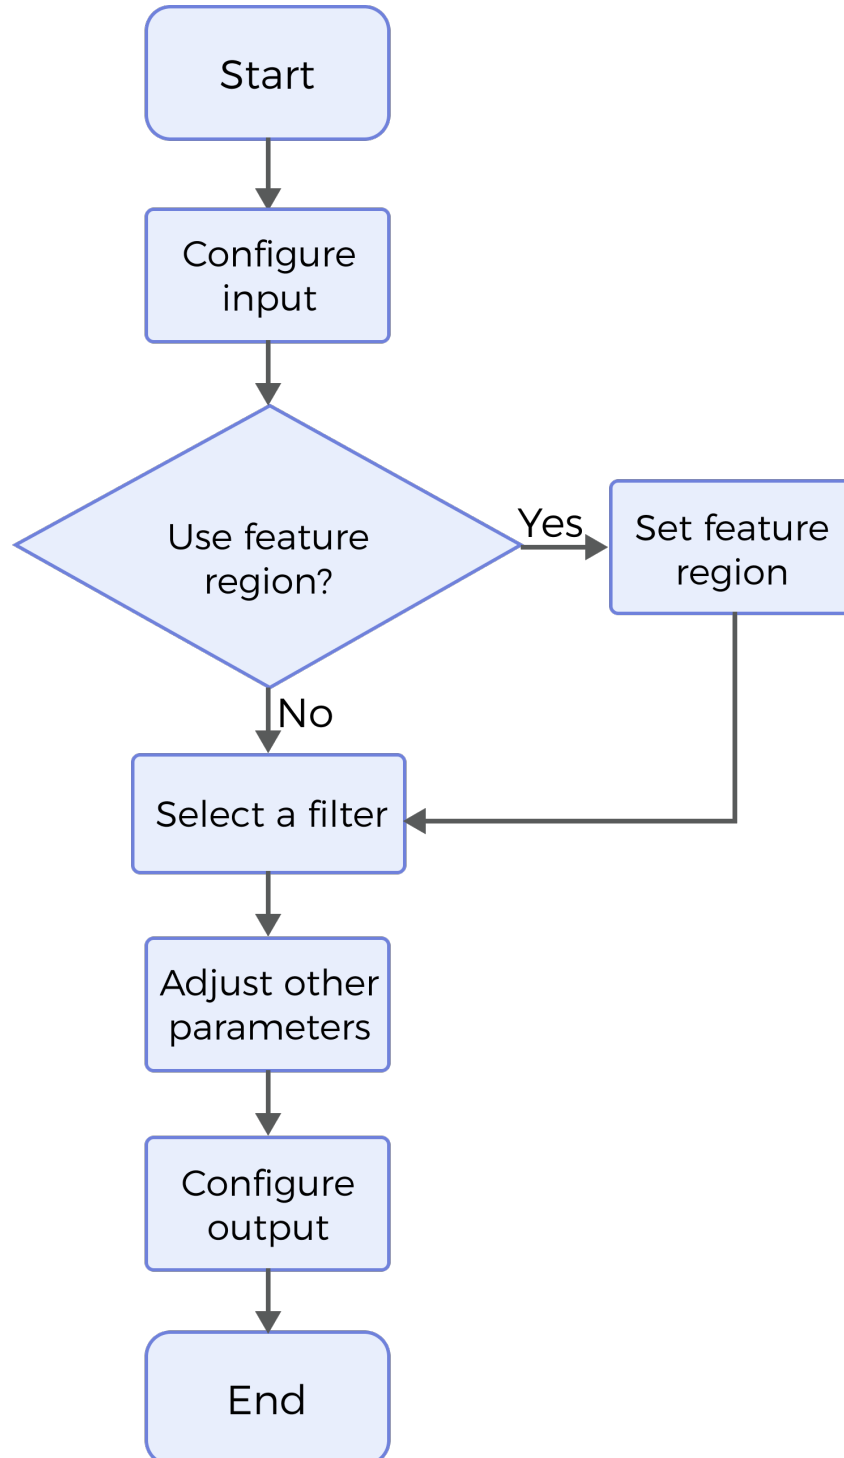 Start
Configure
input
Use feature
region?
Yes
Set feature
region
No
Select a filter
Adjust other
parameters
Configure
output
End